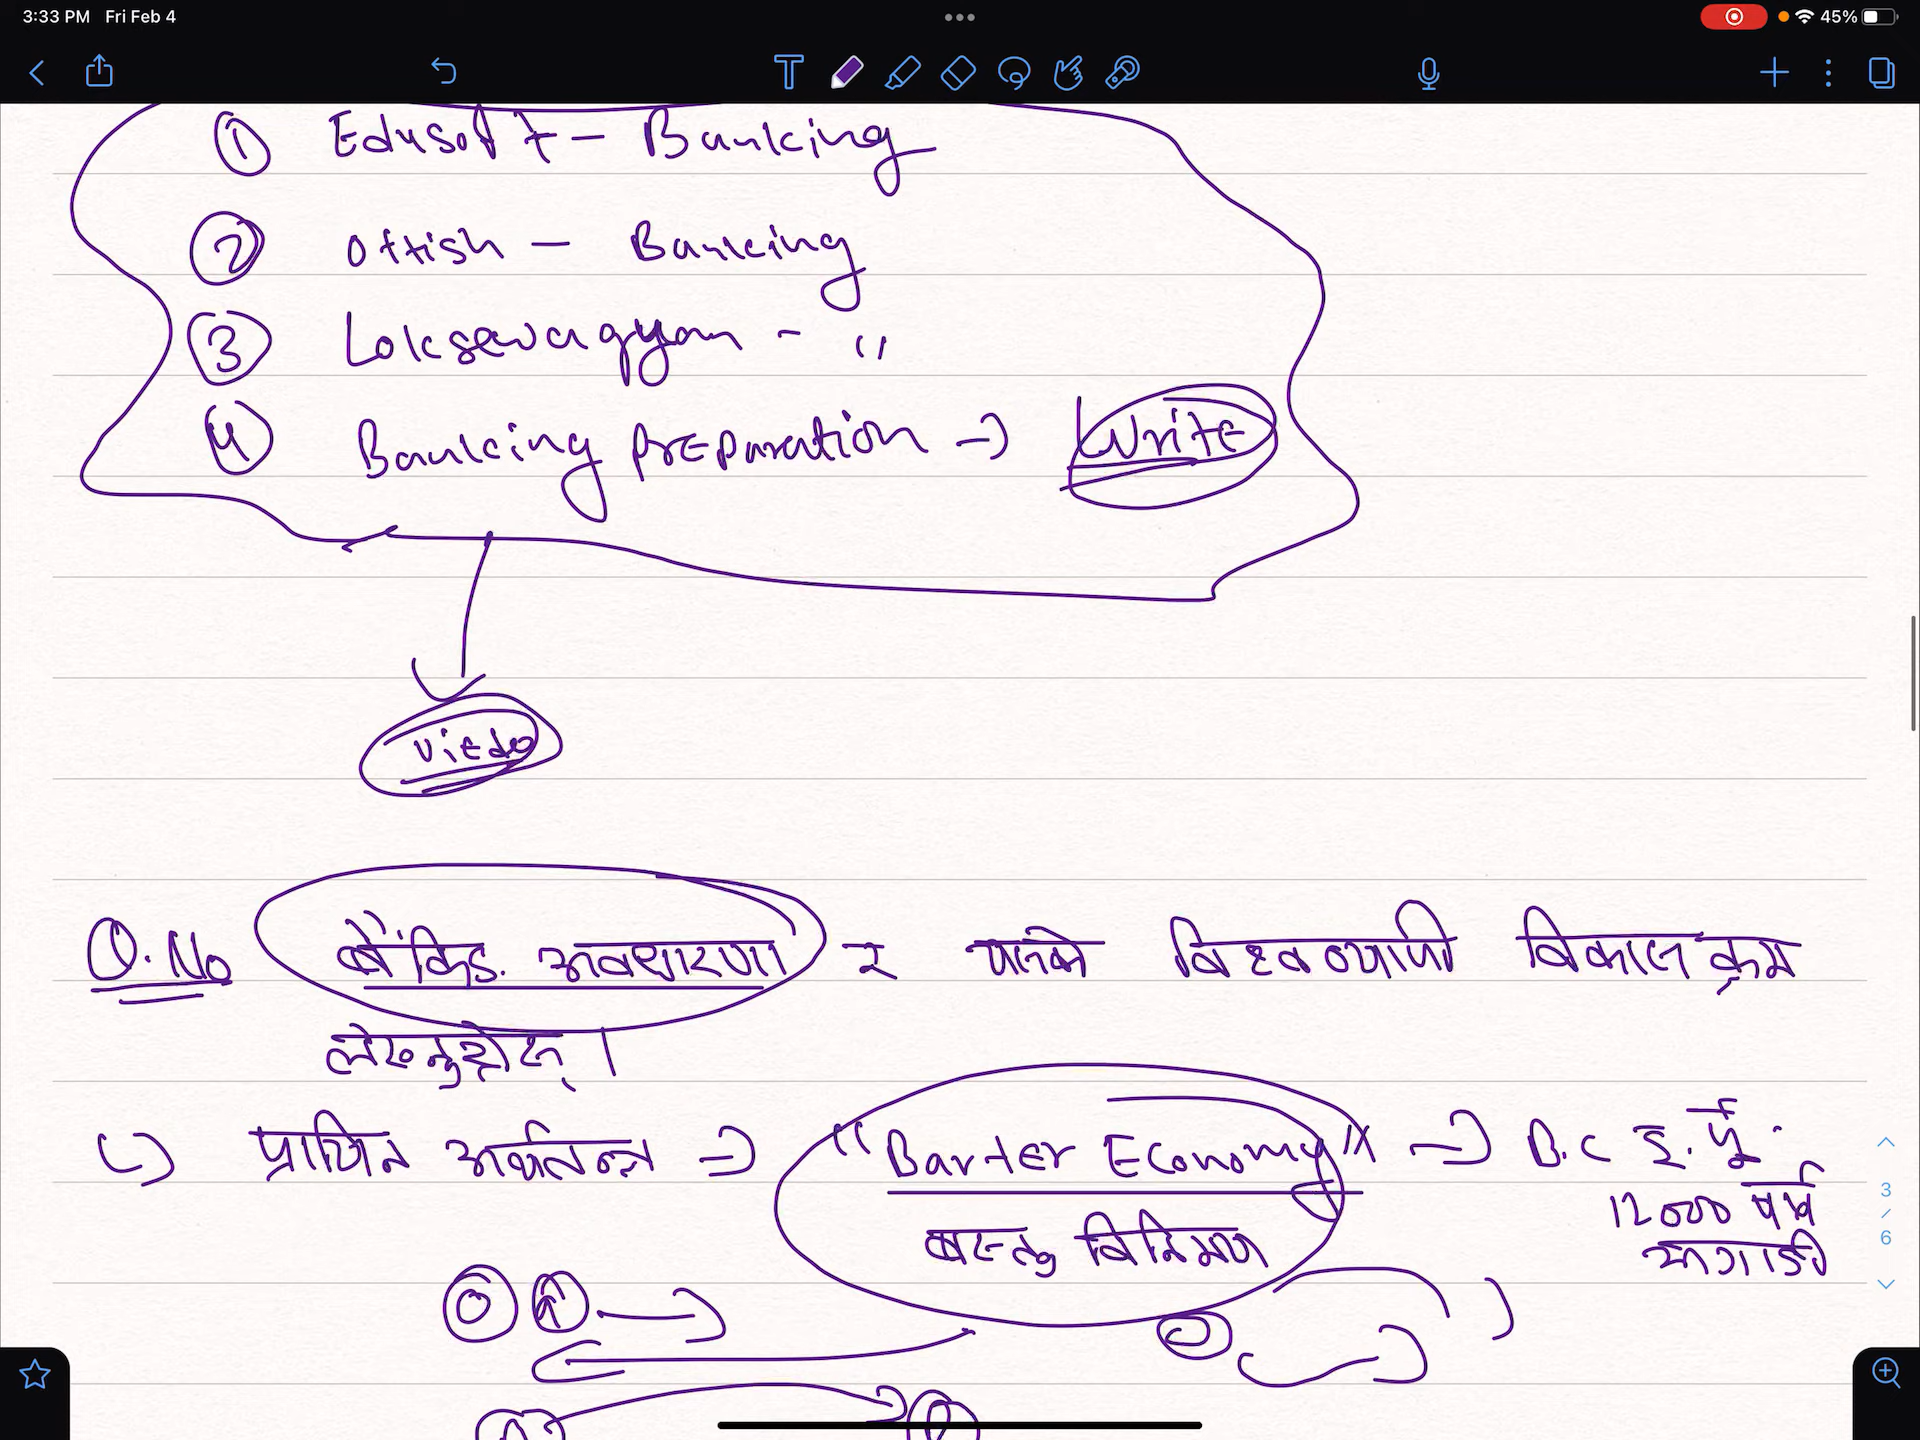 3:33 PM Fri Feb 4
45%
① Edusoft – Banking
② Offish – Banking
③ Loksewagyan - "
④ Banking preparation → Write
Viedo
Q.No बैंकिङ अवधारणा र यसको विश्वव्यापी विकासक्रम
लेख्नुहोस् ।
प्राचिन अर्थतन्त्र → "Barter Economy" → B.C ई.पू.
वस्तु विनिमय
12000 वर्ष
अगाडी
3
6